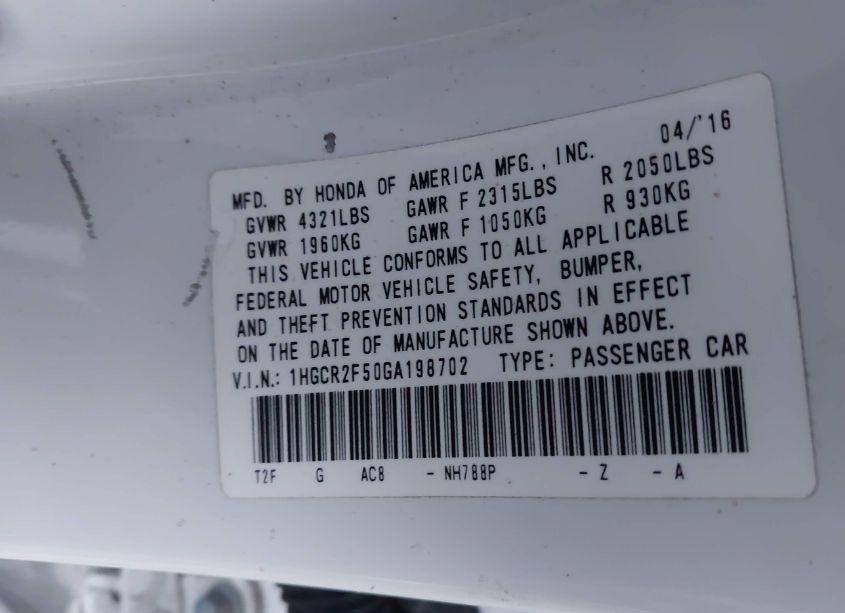 MFD. BY HONDA OF AMERICA MFG., INC. 04/'16
GVWR 4321LBS GAWR F 2315LBS R 2050LBS
GVWR 1960KG GAWR F 1050KG R 930KG
THIS VEHICLE CONFORMS TO ALL APPLICABLE
FEDERAL MOTOR VEHICLE SAFETY, BUMPER,
AND THEFT PREVENTION STANDARDS IN EFFECT
ON THE DATE OF MANUFACTURE SHOWN ABOVE.
V.I.N.: 1HGCR2F50GA198702 TYPE: PASSENGER CAR
T2F G AC8 - NH788P - Z - A